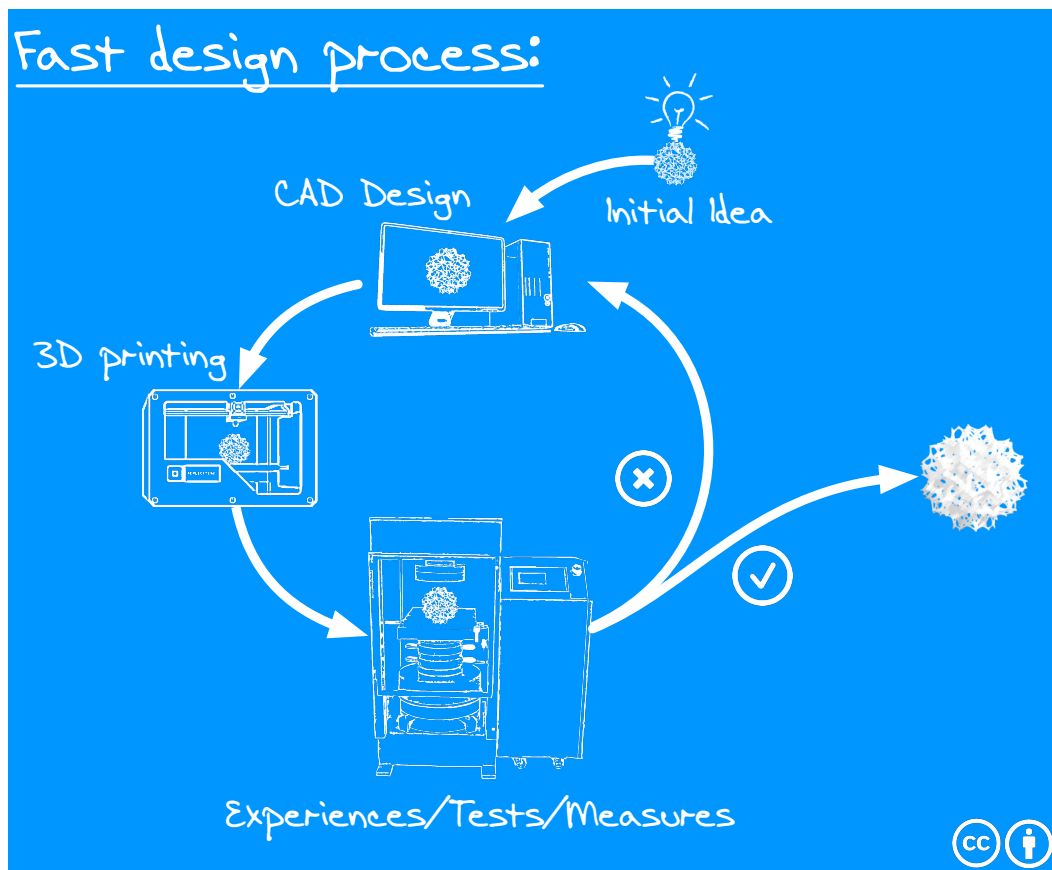 Fast design process:
Initial Idea
CAD Design
3D printing
Experiences/Tests/Measures
cc